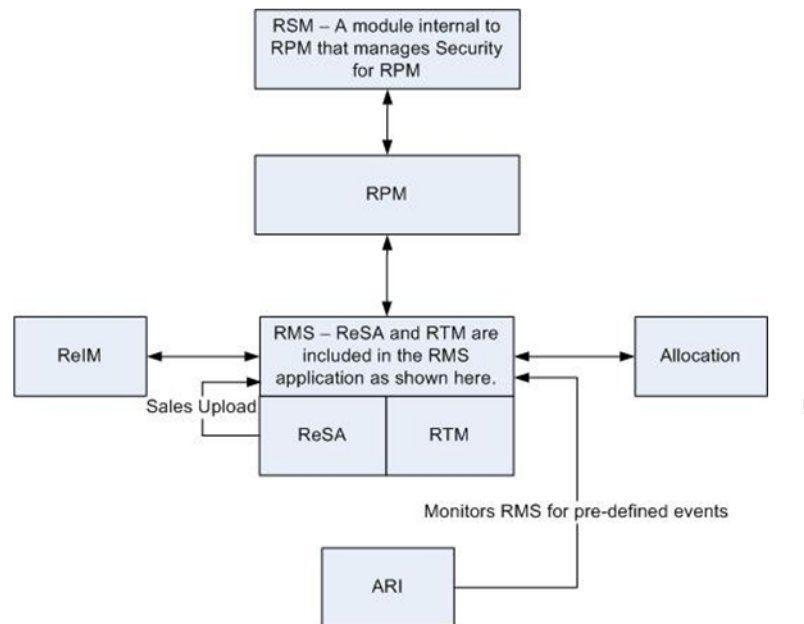 RSM – A module internal to
RPM that manages Security
for RPM
RPM
ReIM
RMS – ReSA and RTM are
included in the RMS
application as shown here.
Allocation
Sales Upload
ReSA
RTM
Monitors RMS for pre-defined events
ARI